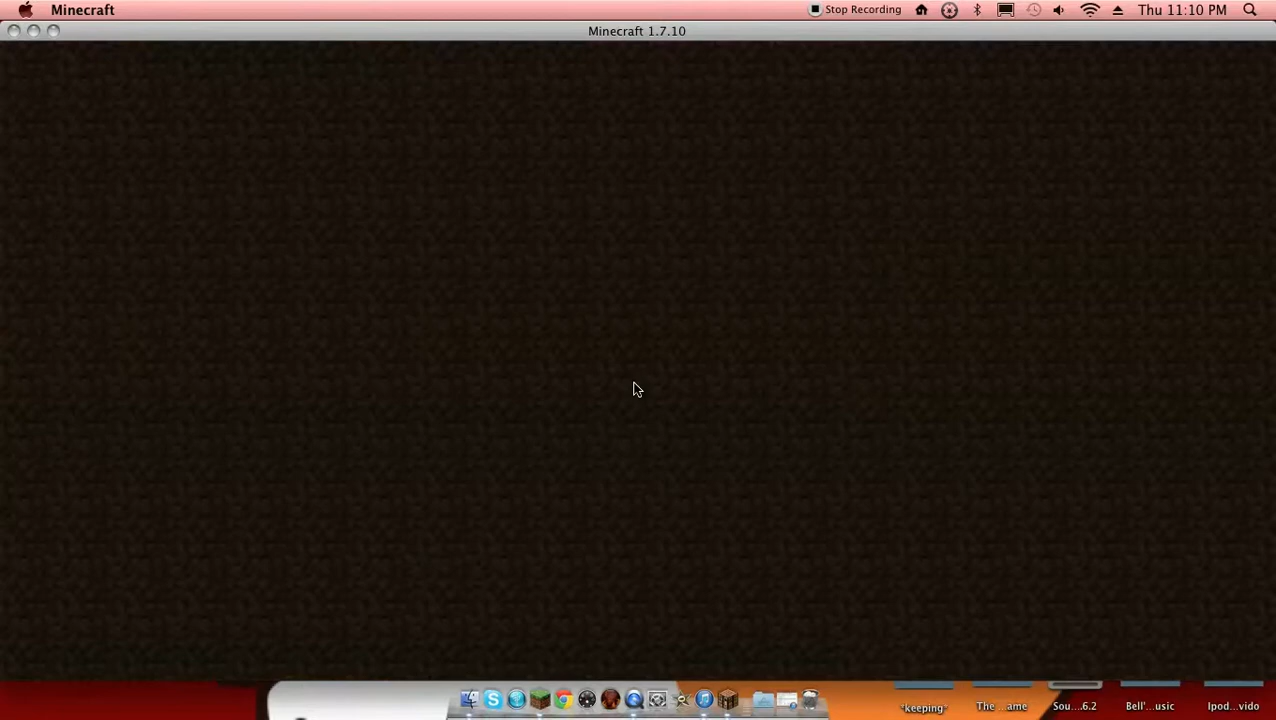 Minecraft
Stop Recording
Thu 11:10 PM
Minecraft 1.7.10
*keeping*
The ...ame
Sou....6.2
Bell'...usic
Ipod...vido